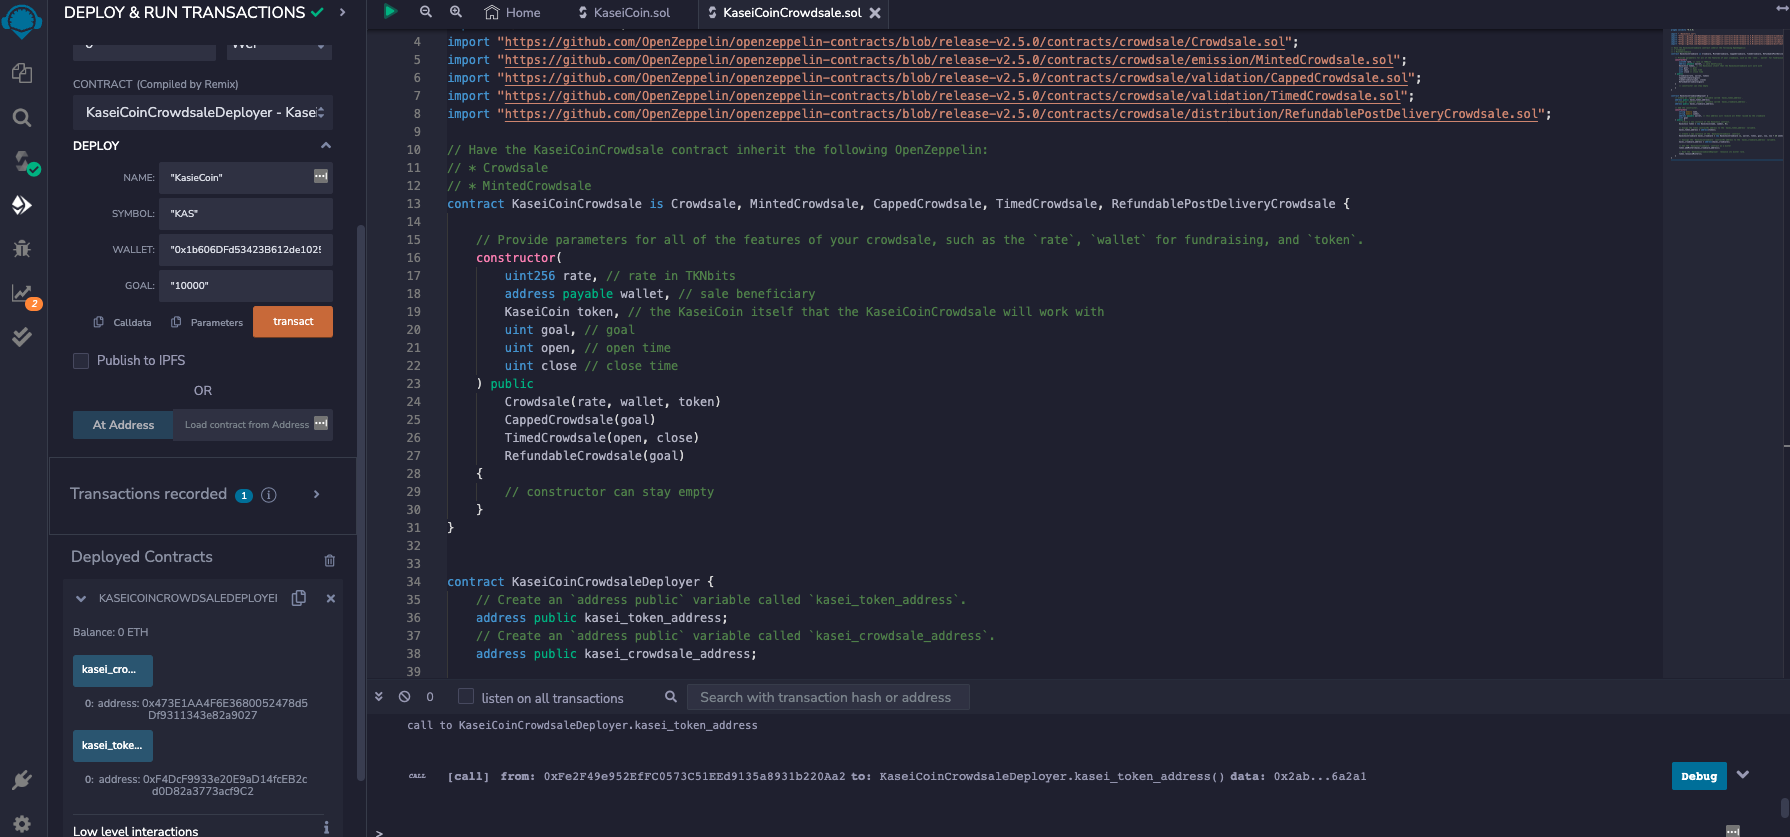 DEPLOY & RUN TRANSACTIONS
CONTRACT (Compiled by Remix)
KaseiCoinCrowdsaleDeployer - Kasei
DEPLOY
NAME: "KasieCoin"
SYMBOL: "KAS"
WALLET: "0x1b606DFd53423B612de1025
GOAL: "10000"
Calldata Parameters transact
Publish to IPFS
OR
At Address Load contract from Address
Transactions recorded 1 i
Deployed Contracts
KASEICOINCROWDSALEDEPLOYEI
Balance: 0 ETH
kasei_cro...
0: address: 0x473E1AA4F6E3680052478d5
Df9311343e82a9027
kasei_toke...
0: address: 0xF4DcF9933e20E9aD14fcEB2c
d0D82a3773acf9C2
Low level interactions i
2
Home KaseiCoin.sol KaseiCoinCrowdsale.sol
4 import "https://github.com/OpenZeppelin/openzeppelin-contracts/blob/release-v2.5.0/contracts/crowdsale/Crowdsale.sol";
5 import "https://github.com/OpenZeppelin/openzeppelin-contracts/blob/release-v2.5.0/contracts/crowdsale/emission/MintedCrowdsale.sol";
6 import "https://github.com/OpenZeppelin/openzeppelin-contracts/blob/release-v2.5.0/contracts/crowdsale/validation/CappedCrowdsale.sol";
7 import "https://github.com/OpenZeppelin/openzeppelin-contracts/blob/release-v2.5.0/contracts/crowdsale/validation/TimedCrowdsale.sol";
8 import "https://github.com/OpenZeppelin/openzeppelin-contracts/blob/release-v2.5.0/contracts/crowdsale/distribution/RefundablePostDeliveryCrowdsale.sol";
9
10 // Have the KaseiCoinCrowdsale contract inherit the following OpenZeppelin:
11 // * Crowdsale
12 // * MintedCrowdsale
13 contract KaseiCoinCrowdsale is Crowdsale, MintedCrowdsale, CappedCrowdsale, TimedCrowdsale, RefundablePostDeliveryCrowdsale {
14
15 // Provide parameters for all of the features of your crowdsale, such as the `rate`, `wallet` for fundraising, and `token`.
16 constructor(
17 uint256 rate, // rate in TKNbits
18 address payable wallet, // sale beneficiary
19 KaseiCoin token, // the KaseiCoin itself that the KaseiCoinCrowdsale will work with
20 uint goal, // goal
21 uint open, // open time
22 uint close // close time
23 ) public
24 Crowdsale(rate, wallet, token)
25 CappedCrowdsale(goal)
26 TimedCrowdsale(open, close)
27 RefundableCrowdsale(goal)
28 {
29 // constructor can stay empty
30 }
31 }
32
33
34 contract KaseiCoinCrowdsaleDeployer {
35 // Create an `address public` variable called `kasei_token_address`.
36 address public kasei_token_address;
37 // Create an `address public` variable called `kasei_crowdsale_address`.
38 address public kasei_crowdsale_address;
39
0 listen on all transactions Search with transaction hash or address
call to KaseiCoinCrowdsaleDeployer.kasei_token_address
CALL [call] from: 0xFe2F49e952EfFC0573C51EEd9135a8931b220Aa2 to: KaseiCoinCrowdsaleDeployer.kasei_token_address() data: 0x2ab...6a2a1 Debug
>